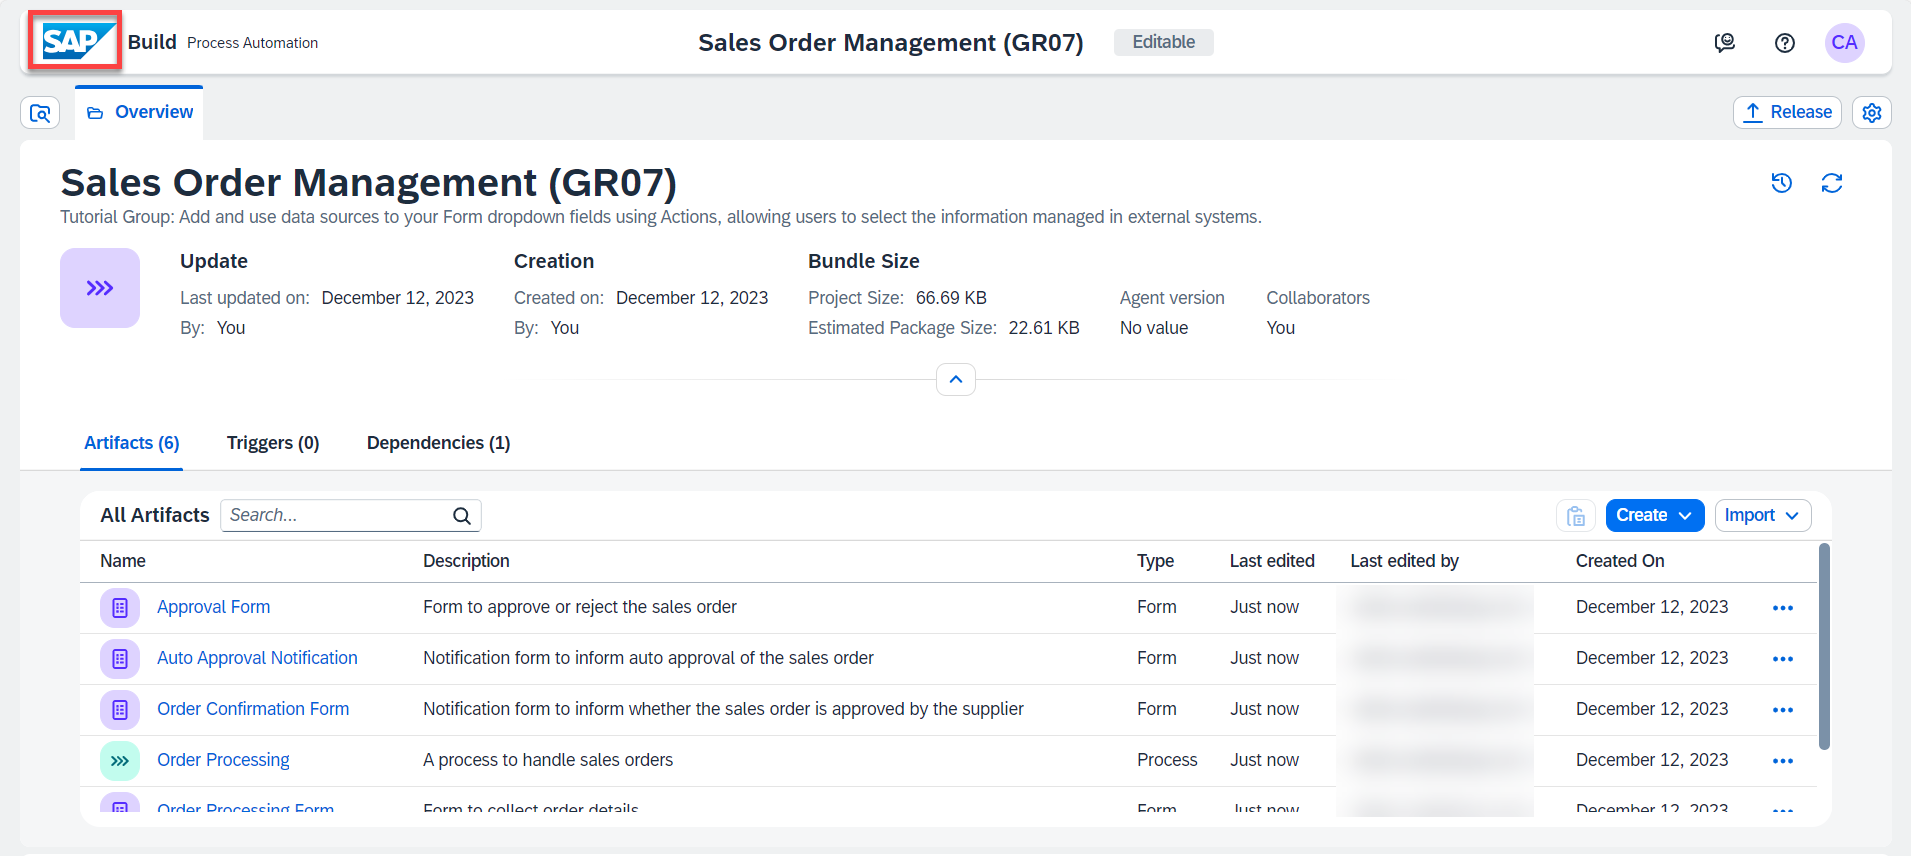 SAP Build Process Automation
Sales Order Management (GR07) Editable
CA
Overview
Release
Sales Order Management (GR07)
Tutorial Group: Add and use data sources to your Form dropdown fields using Actions, allowing users to select the information managed in external systems.
Update Creation Bundle Size
Last updated on: December 12, 2023 Created on: December 12, 2023 Project Size: 66.69 KB Agent version Collaborators
By: You By: You Estimated Package Size: 22.61 KB No value You
Artifacts (6) Triggers (0) Dependencies (1)
All Artifacts Search... Create Import
Name Description Type Last edited Last edited by Created On
Approval Form Form to approve or reject the sales order Form Just now December 12, 2023
Auto Approval Notification Notification form to inform auto approval of the sales order Form Just now December 12, 2023
Order Confirmation Form Notification form to inform whether the sales order is approved by the supplier Form Just now December 12, 2023
Order Processing A process to handle sales orders Process Just now December 12, 2023
Order Processing Form Form to collect order details Form Just now December 12, 2023